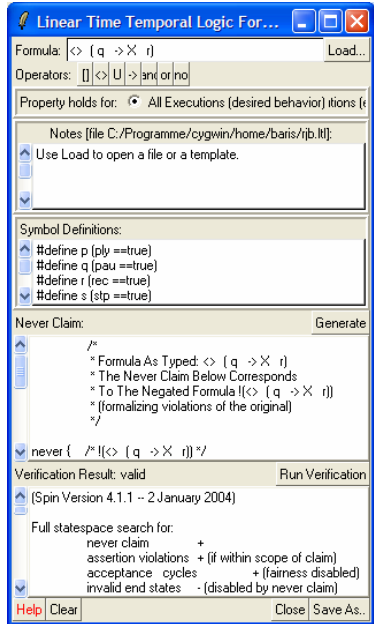 Linear Time Temporal Logic For...
Formula: <> ( q -> X r) Load...
Operators: [] <> U -> and or no
Property holds for: All Executions (desired behavior) itions (e
Notes [file C:/Programme/cygwin/home/baris/rjb.ltl]:
Use Load to open a file or a template.
Symbol Definitions:
#define p (ply ==true)
#define q (pau ==true)
#define r (rec ==true)
#define s (stp ==true)
Never Claim: Generate
/*
* Formula As Typed: <> ( q -> X r)
* The Never Claim Below Corresponds
* To The Negated Formula !(<> ( q -> X r))
* (formalizing violations of the original)
*/
never { /* !(<> ( q -> X r)) */
Verification Result: valid Run Verification
(Spin Version 4.1.1 -- 2 January 2004)
Full statespace search for:
never claim +
assertion violations + (if within scope of claim)
acceptance cycles + (fairness disabled)
invalid end states - (disabled by never claim)
Help Clear Close Save As..